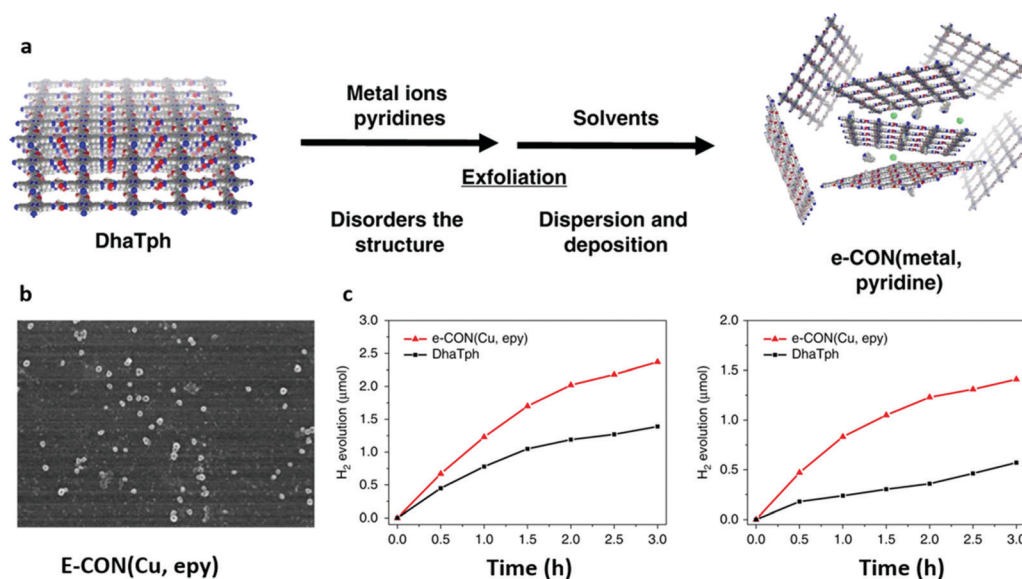 a
DhaTph
Metal ions
pyridines
Solvents
Exfoliation
Disorders the
structure
Dispersion and
deposition
e-CON(metal,
pyridine)
b
E-CON(Cu, epy)
c
3.0
2.5
2.0
1.5
1.0
0.5
0.0
H₂ evolution (μmol)
e-CON(Cu, epy)
DhaTph
0.0 0.5 1.0 1.5 2.0 2.5 3.0
Time (h)
2.0
1.5
1.0
0.5
0.0
H₂ evolution (μmol)
e-CON(Cu, epy)
DhaTph
0.0 0.5 1.0 1.5 2.0 2.5 3.0
Time (h)